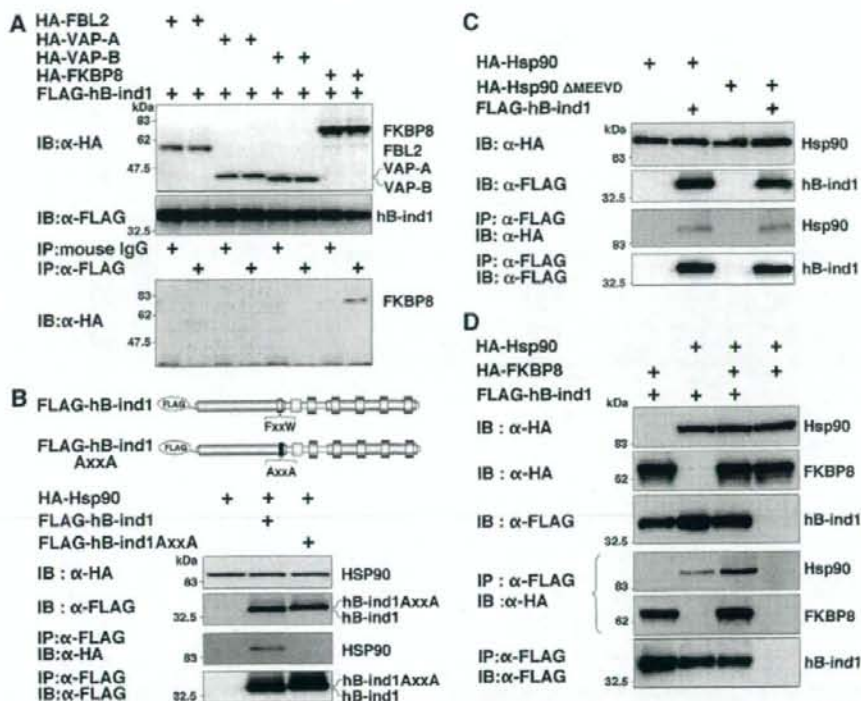 A
HA-FBL2 + +
HA-VAP-A + +
HA-VAP-B + +
HA-FKBP8 + +
FLAG-hB-ind1 + + + + + + + +
kDa
83
62
47.5
IB:α-HA
FKBP8
FBL2
VAP-A
VAP-B
IB:α-FLAG
32.5
hB-ind1
IP:mouse IgG + + + +
IP:α-FLAG + + + +
83
62
47.5
IB:α-HA
FKBP8
B
FLAG-hB-ind1
FLAG
FxxW
FLAG-hB-ind1
AxxA
FLAG
AxxA
HA-Hsp90 + + +
FLAG-hB-ind1 +
FLAG-hB-ind1AxxA +
kDa
IB : α-HA
83
HSP90
IB : α-FLAG
32.5
hB-ind1AxxA
hB-ind1
IP:α-FLAG
IB:α-HA
83
HSP90
IP:α-FLAG
IB:α-FLAG
32.5
hB-ind1AxxA
hB-ind1
C
HA-Hsp90 + +
HA-Hsp90 ΔMEEVD + +
FLAG-hB-ind1 + +
kDa
IB: α-HA
83
Hsp90
IB: α-FLAG
32.5
hB-ind1
IP: α-FLAG
IB: α-HA
83
Hsp90
IP: α-FLAG
IB: α-FLAG
32.5
hB-ind1
D
HA-Hsp90 + + +
HA-FKBP8 + + +
FLAG-hB-ind1 + + +
kDa
IB : α-HA
83
Hsp90
IB : α-HA
62
FKBP8
IB : α-FLAG
32.5
hB-ind1
IP : α-FLAG
IB :α-HA
83
Hsp90
62
FKBP8
IP:α-FLAG
IB:α-FLAG
32.5
hB-ind1